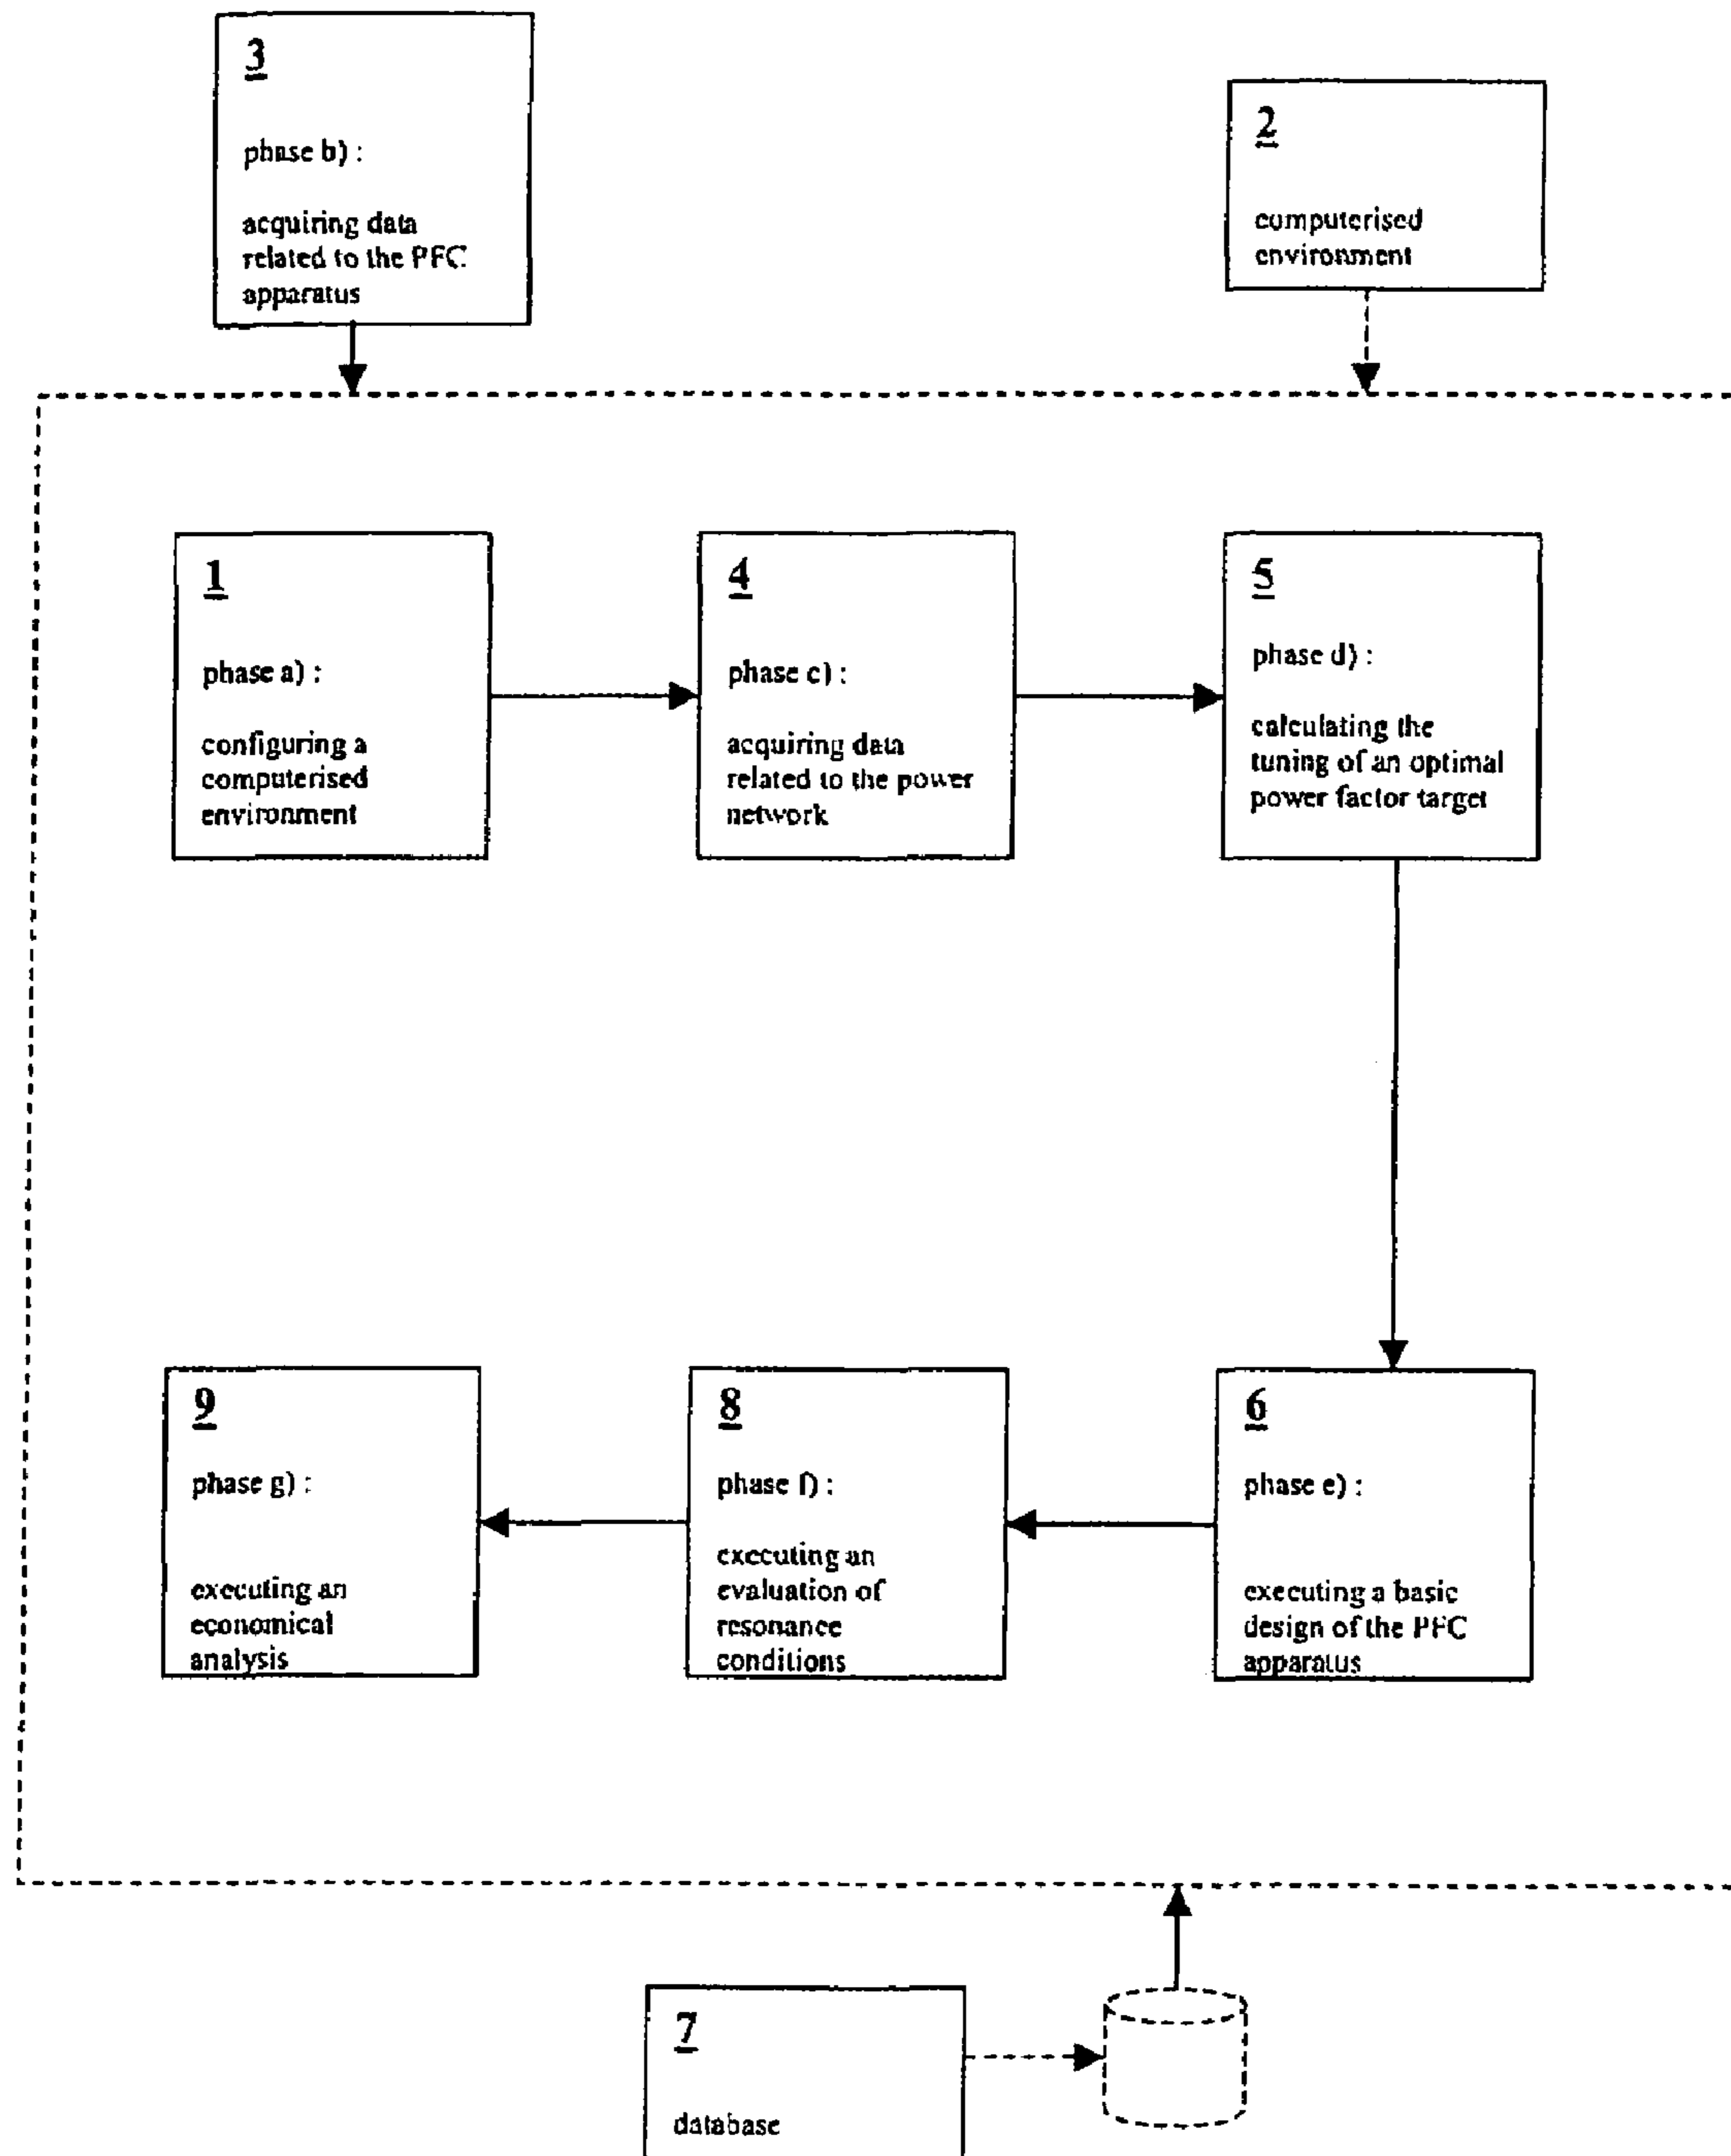 3
phase b) :
acquiring data
related to the PFC
apparatus
2
computerised
environment
1
phase a) :
configuring a
computerised
environment
4
phase c) :
acquiring data
related to the power
network
5
phase d) :
calculating the
tuning of an optimal
power factor target
9
phase g) :
executing an
economical
analysis
8
phase f) :
executing an
evaluation of
resonance
conditions
6
phase e) :
executing a basic
design of the PFC
apparatus
7
database